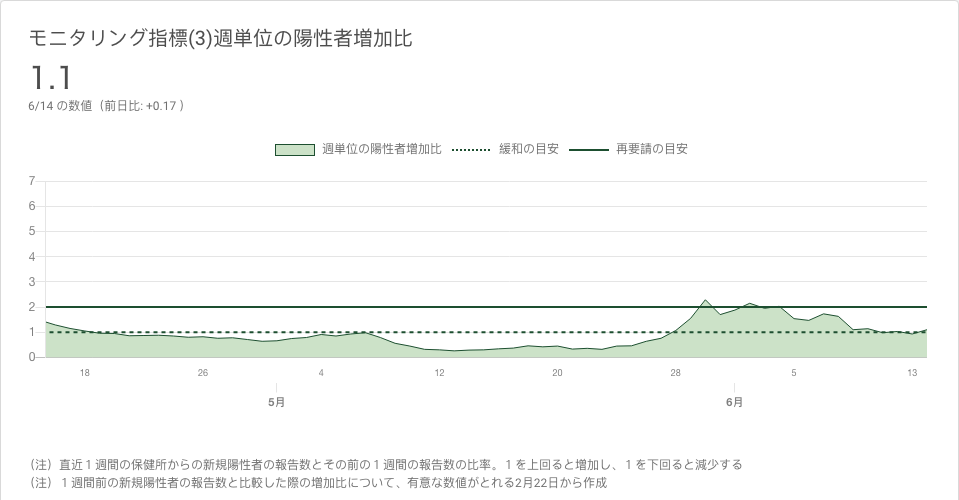 モニタリング指標(3)週単位の陽性者増加比
1.1
6/14 の数値（前日比: +0.17 ）
週単位の陽性者増加比 緩和の目安 再要請の目安
7
6
5
4
3
2
1
0
18 26 4 12 20 28 5 13
5月 6月
（注）直近１週間の保健所からの新規陽性者の報告数とその前の１週間の報告数の比率。１を上回ると増加し、１を下回ると減少する
（注）１週間前の新規陽性者の報告数と比較した際の増加比について、有意な数値がとれる2月22日から作成